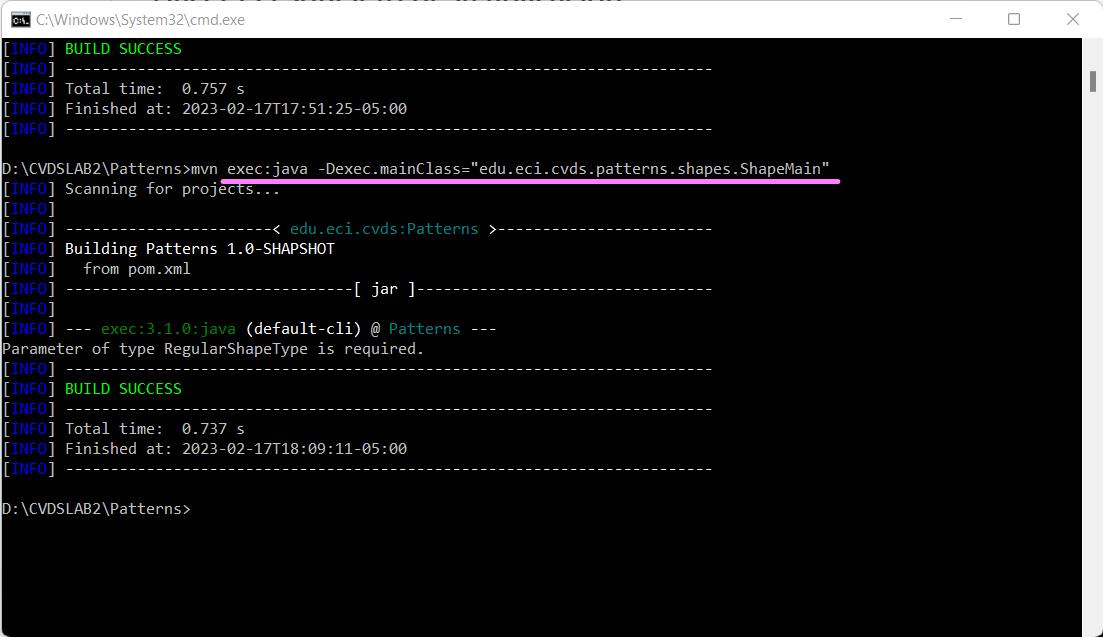 C:\Windows\System32\cmd.exe
[INFO] BUILD SUCCESS
[INFO] ------------------------------------------------------------------------
[INFO] Total time:  0.757 s
[INFO] Finished at: 2023-02-17T17:51:25-05:00
[INFO] ------------------------------------------------------------------------
D:\CVDSLAB2\Patterns>mvn exec:java -Dexec.mainClass="edu.eci.cvds.patterns.shapes.ShapeMain"
[INFO] Scanning for projects...
[INFO]
[INFO] -----------------------< edu.eci.cvds:Patterns >------------------------
[INFO] Building Patterns 1.0-SHAPSHOT
[INFO]   from pom.xml
[INFO] --------------------------------[ jar ]---------------------------------
[INFO]
[INFO] --- exec:3.1.0:java (default-cli) @ Patterns ---
Parameter of type RegularShapeType is required.
[INFO] ------------------------------------------------------------------------
[INFO] BUILD SUCCESS
[INFO] ------------------------------------------------------------------------
[INFO] Total time:  0.737 s
[INFO] Finished at: 2023-02-17T18:09:11-05:00
[INFO] ------------------------------------------------------------------------
D:\CVDSLAB2\Patterns>